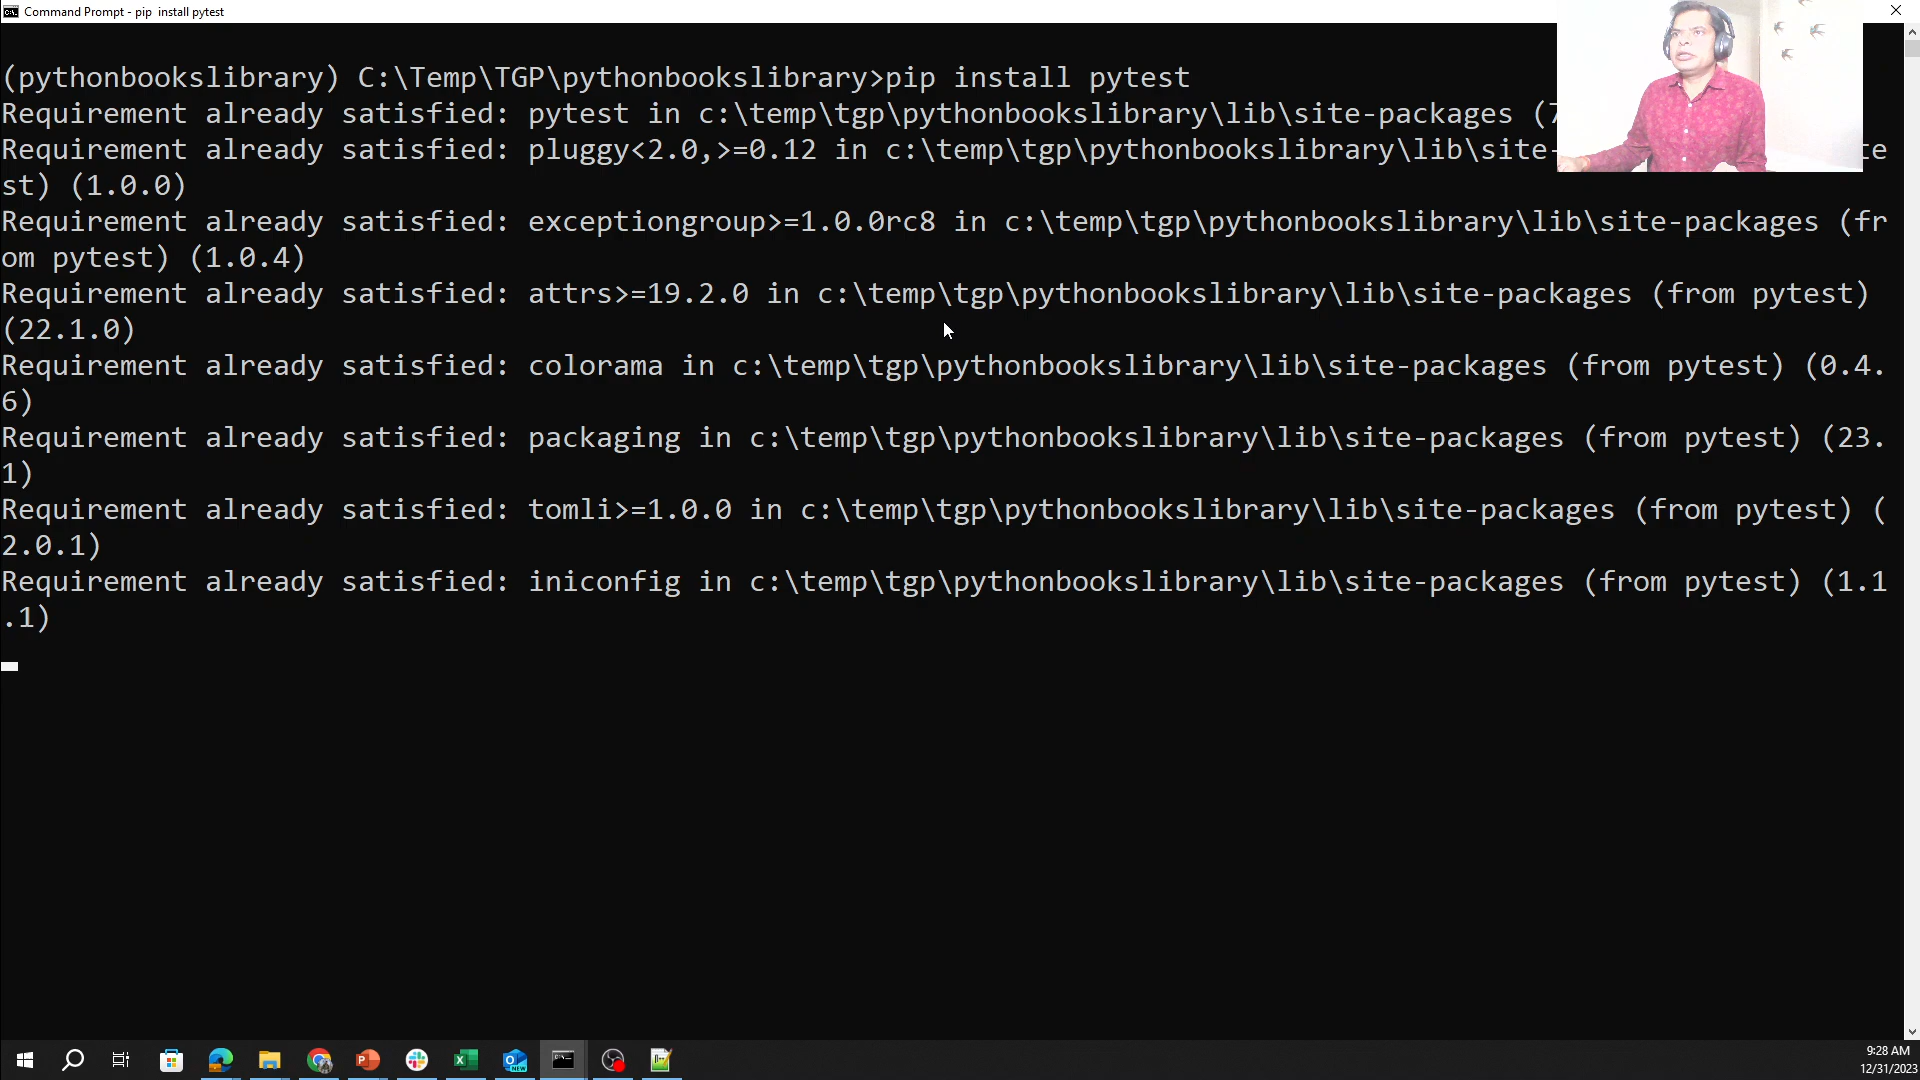 Command Prompt - pip  install pytest
(pythonbookslibrary) C:\Temp\TGP\pythonbookslibrary>pip install pytest
Requirement already satisfied: pytest in c:\temp\tgp\pythonbookslibrary\lib\site-packages (7
Requirement already satisfied: pluggy<2.0,>=0.12 in c:\temp\tgp\pythonbookslibrary\lib\site- te
st) (1.0.0)
Requirement already satisfied: exceptiongroup>=1.0.0rc8 in c:\temp\tgp\pythonbookslibrary\lib\site-packages (fr
om pytest) (1.0.4)
Requirement already satisfied: attrs>=19.2.0 in c:\temp\tgp\pythonbookslibrary\lib\site-packages (from pytest)
(22.1.0)
Requirement already satisfied: colorama in c:\temp\tgp\pythonbookslibrary\lib\site-packages (from pytest) (0.4.
6)
Requirement already satisfied: packaging in c:\temp\tgp\pythonbookslibrary\lib\site-packages (from pytest) (23.
1)
Requirement already satisfied: tomli>=1.0.0 in c:\temp\tgp\pythonbookslibrary\lib\site-packages (from pytest) (
2.0.1)
Requirement already satisfied: iniconfig in c:\temp\tgp\pythonbookslibrary\lib\site-packages (from pytest) (1.1
.1)
9:28 AM
12/31/2023